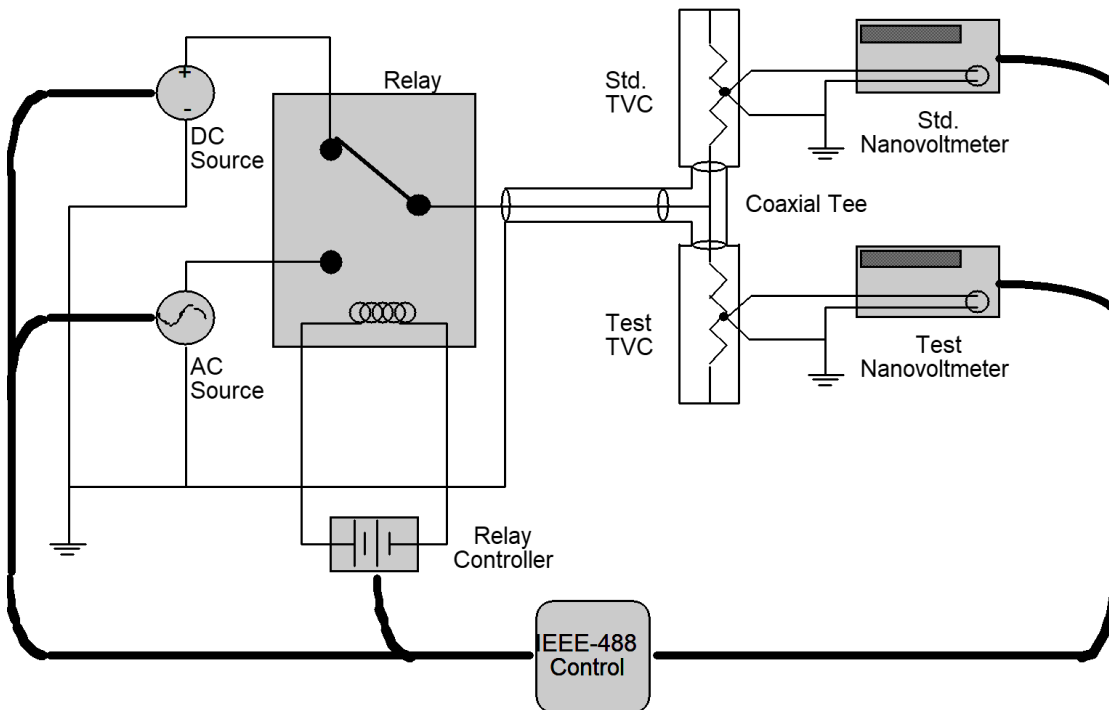 Relay
Std.
TVC
+
-
DC
Source
Std.
Nanovoltmeter
Coaxial Tee
AC
Source
Test
TVC
Test
Nanovoltmeter
Relay
Controller
IEEE-488
Control